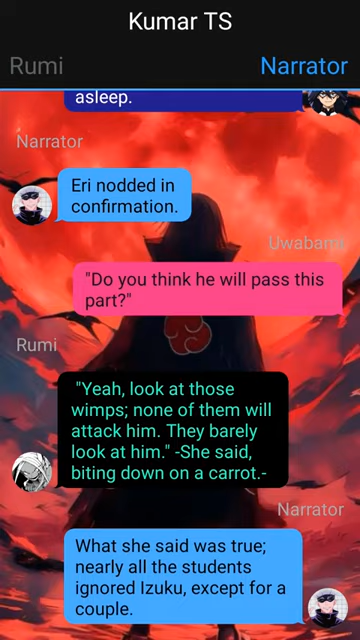 Kumar TS
Rumi
Narrator
asleep.
Narrator
Eri nodded in
confirmation.
Uwabami
"Do you think he will pass this
part?"
Rumi
"Yeah, look at those
wimps; none of them will
attack him. They barely
look at him." -She said,
biting down on a carrot.-
Narrator
What she said was true;
nearly all the students
ignored Izuku, except for a
couple.